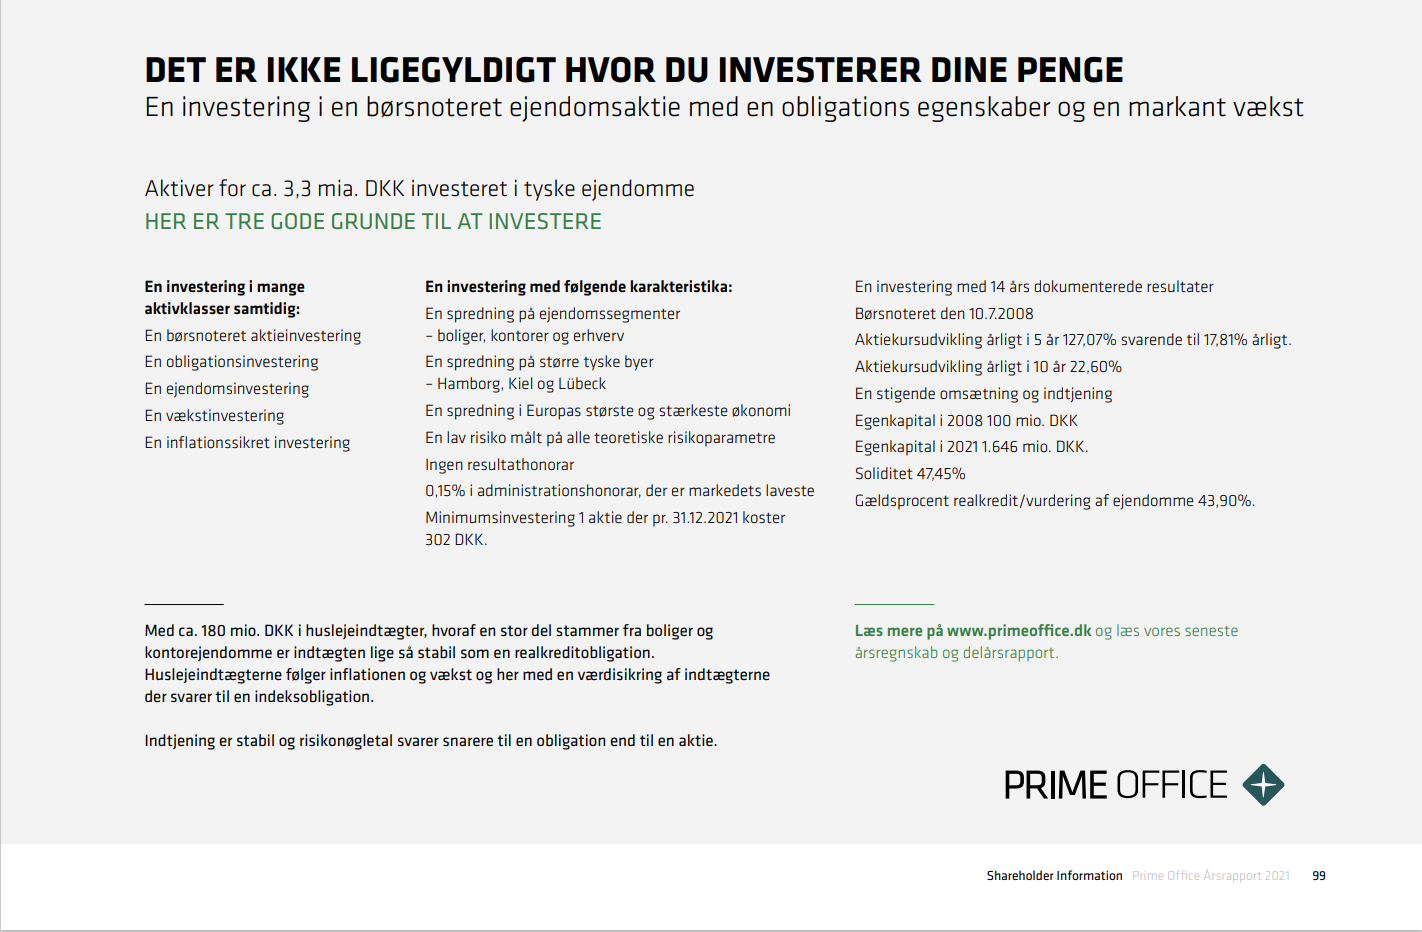 DET ER IKKE LIGEGYLDIGT HVOR DU INVESTERER DINE PENGE
En investering i en børsnoteret ejendomsaktie med en obligations egenskaber og en markant vækst
Aktiver for ca. 3,3 mia. DKK investeret i tyske ejendomme
HER ER TRE GODE GRUNDE TIL AT INVESTERE
En investering i mange
aktivklasser samtidig:
En børsnoteret aktieinvestering
En obligationsinvestering
En ejendomsinvestering
En vækstinvestering
En inflationssikret investering
En investering med følgende karakteristika:
En spredning på ejendomssegmenter
– boliger, kontorer og erhverv
En spredning på større tyske byer
– Hamborg, Kiel og Lübeck
En spredning i Europas største og stærkeste økonomi
En lav risiko målt på alle teoretiske risikoparametre
Ingen resultathonorar
0,15% i administrationshonorar, der er markedets laveste
Minimumsinvestering 1 aktie der pr. 31.12.2021 koster
302 DKK.
En investering med 14 års dokumenterede resultater
Børsnoteret den 10.7.2008
Aktiekursudvikling årligt i 5 år 127,07% svarende til 17,81% årligt.
Aktiekursudvikling årligt i 10 år 22,60%
En stigende omsætning og indtjening
Egenkapital i 2008 100 mio. DKK
Egenkapital i 2021 1.646 mio. DKK.
Soliditet 47,45%
Gældsprocent realkredit/vurdering af ejendomme 43,90%.
Med ca. 180 mio. DKK i huslejeindtægter, hvoraf en stor del stammer fra boliger og
kontorejendomme er indtægten lige så stabil som en realkreditobligation.
Huslejeindtægterne følger inflationen og vækst og her med en værdisikring af indtægterne
der svarer til en indeksobligation.
Indtjening er stabil og risikonøgletal svarer snarere til en obligation end til en aktie.
Læs mere på www.primeoffice.dk og læs vores seneste
årsregnskab og delårsrapport.
PRIME OFFICE
Shareholder Information Prime Office Årsrapport 2021 99